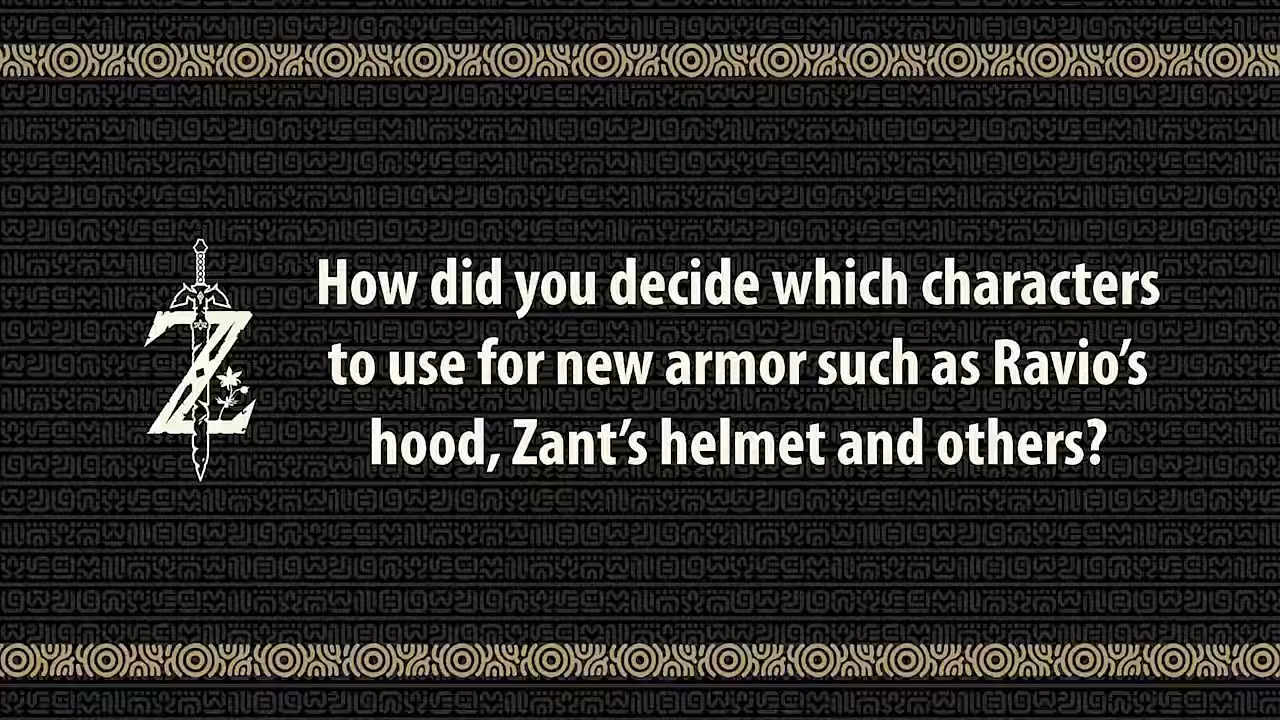 How did you decide which characters
to use for new armor such as Ravio’s
hood, Zant’s helmet and others?
Z